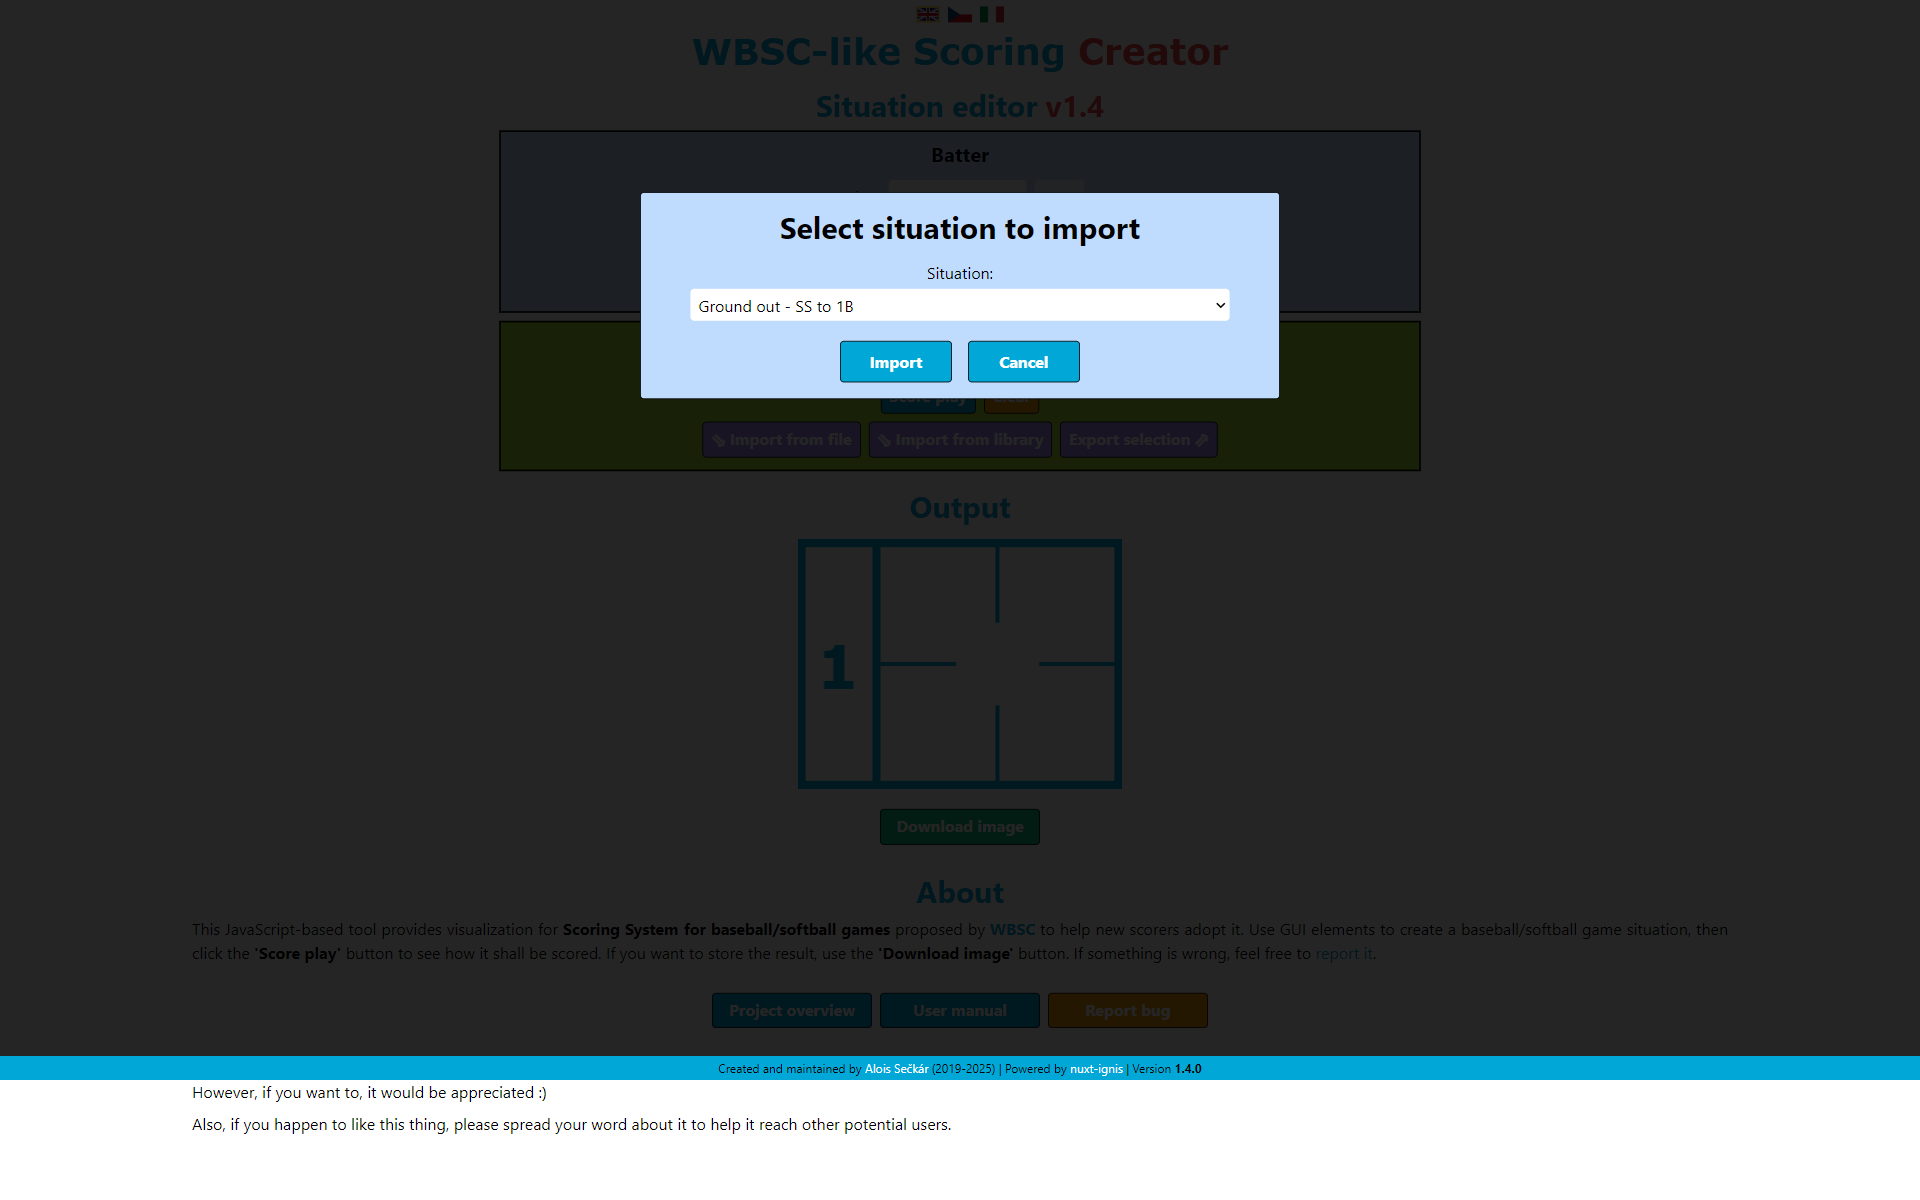 WBSC-like Scoring Creator
Situation editor v1.4
Batter
Select situation to import
Situation:
Ground out - SS to 1B
Import Cancel
Score play Clear
Import from file Import from library Export selection
Output
1
Download image
About
This JavaScript-based tool provides visualization for Scoring System for baseball/softball games proposed by WBSC to help new scorers adopt it. Use GUI elements to create a baseball/softball game situation, then
click the 'Score play' button to see how it shall be scored. If you want to store the result, use the 'Download image' button. If something is wrong, feel free to report it.
Project overview User manual Report bug
Created and maintained by Alois Sečkár (2019-2025) | Powered by nuxt-ignis | Version 1.4.0
However, if you want to, it would be appreciated :)
Also, if you happen to like this thing, please spread your word about it to help it reach other potential users.